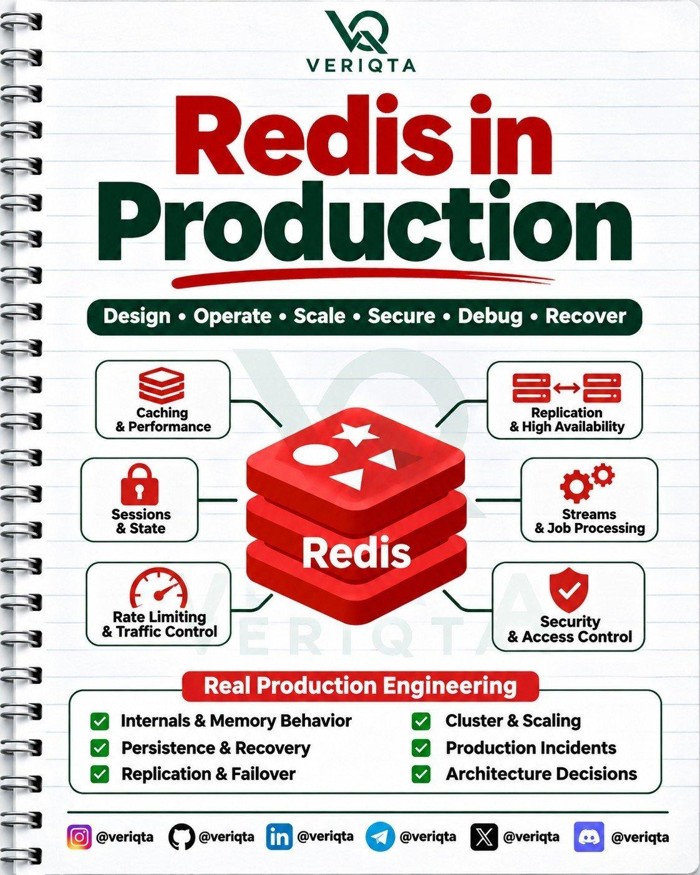 VERIQTA
Redis in
Production
Design • Operate • Scale • Secure • Debug • Recover
Caching
& Performance
Replication
& High Availability
Sessions
& State
Streams
& Job Processing
Redis
Rate Limiting
& Traffic Control
Security
& Access Control
VERIQTA
Real Production Engineering
Internals & Memory Behavior
Cluster & Scaling
Persistence & Recovery
Production Incidents
Replication & Failover
Architecture Decisions
@veriqta @veriqta @veriqta @veriqta @veriqta @veriqta